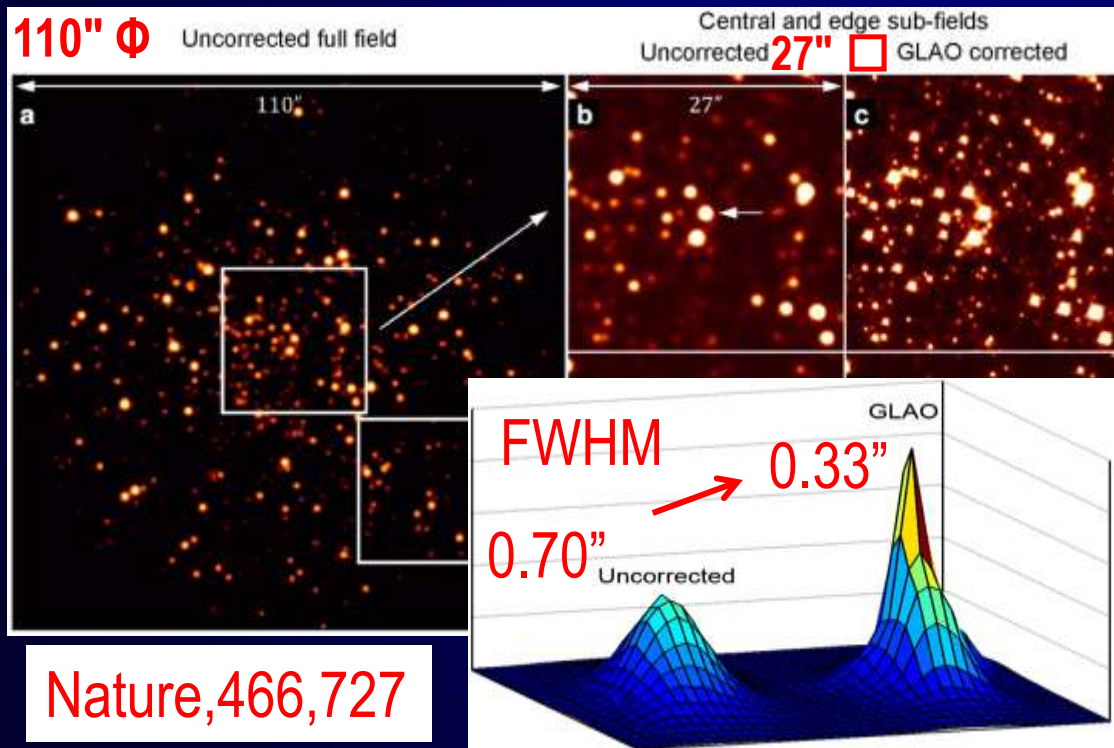 110" Φ
Uncorrected full field
Central and edge sub-fields
Uncorrected 27" GLAO corrected
110"
a
27"
b
c
GLAO
FWHM
0.33”
0.70”
Uncorrected
Nature,466,727